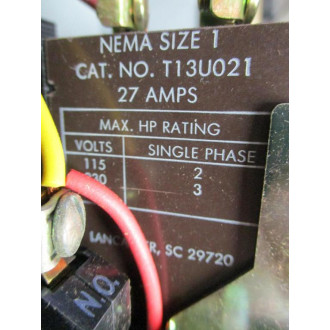 NEMA SIZE 1
CAT. NO. T13U021
27 AMPS
MAX. HP RATING
VOLTS SINGLE PHASE
115 2
230 3
SC 29720
N.O.